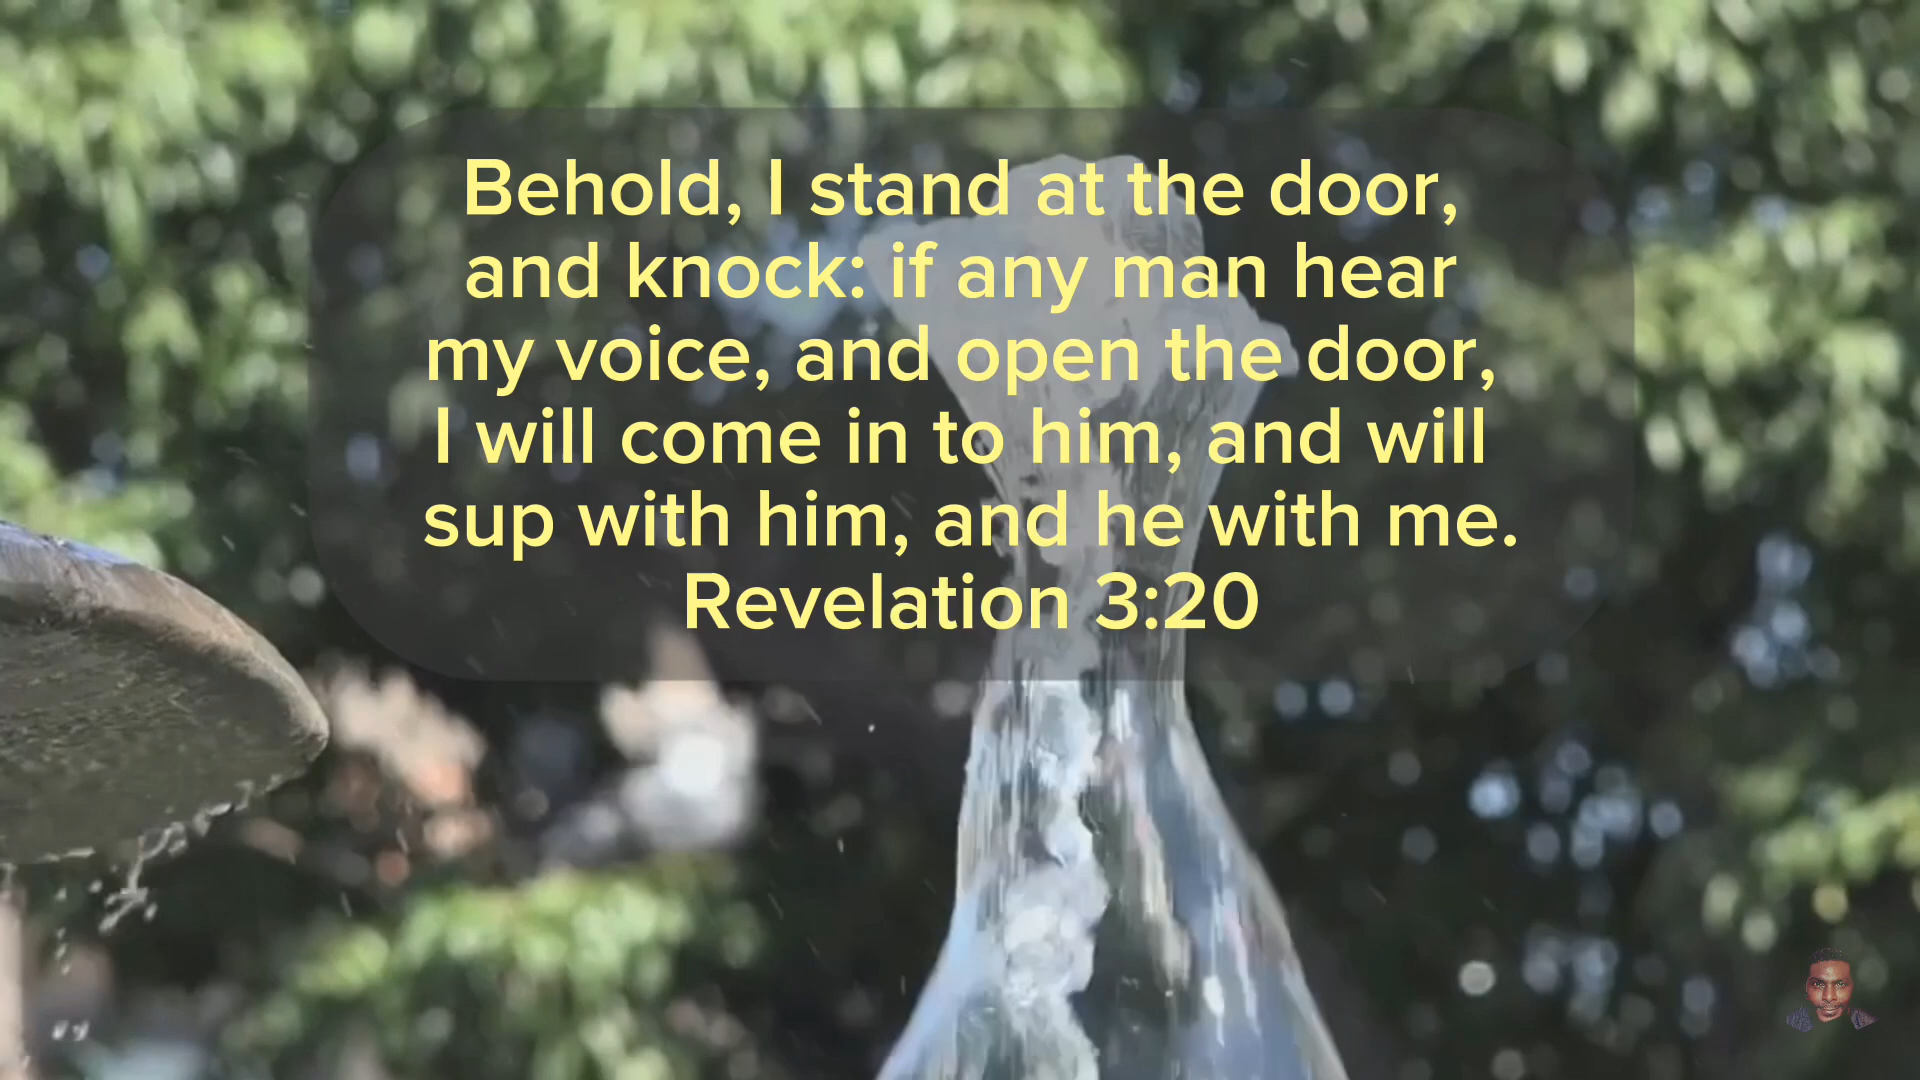 Behold, I stand at the door,
and knock: if any man hear
my voice, and open the door,
I will come in to him, and will
sup with him, and he with me.
Revelation 3:20